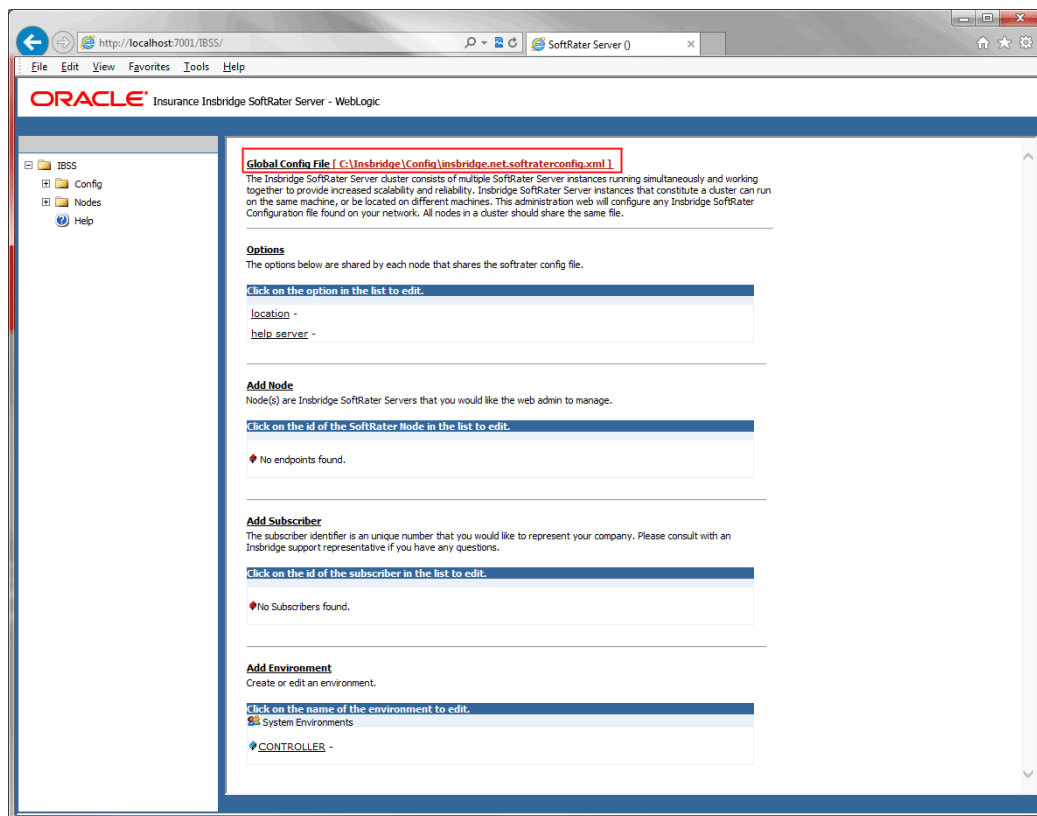 http://localhost:7001/IBSS/
SoftRater Server ()
File Edit View Favorites Tools Help
ORACLE® Insurance Insbridge SoftRater Server - WebLogic
IBSS
Config
Nodes
Help
Global Config File [ C:\Insbridge\Config\insbridge.net.softraterconfig.xml ]
The Insbridge SoftRater Server cluster consists of multiple SoftRater Server instances running simultaneously and working
together to provide increased scalability and reliability. Insbridge SoftRater Server instances that constitute a cluster can run
on the same machine, or be located on different machines. This administration web will configure any Insbridge SoftRater
Configuration file found on your network. All nodes in a cluster should share the same file.
Options
The options below are shared by each node that shares the softrater config file.
Click on the option in the list to edit.
location -
help server -
Add Node
Node(s) are Insbridge SoftRater Servers that you would like the web admin to manage.
Click on the id of the SoftRater Node in the list to edit.
No endpoints found.
Add Subscriber
The subscriber identifier is an unique number that you would like to represent your company. Please consult with an
Insbridge support representative if you have any questions.
Click on the id of the subscriber in the list to edit.
No Subscribers found.
Add Environment
Create or edit an environment.
Click on the name of the environment to edit.
System Environments
CONTROLLER -